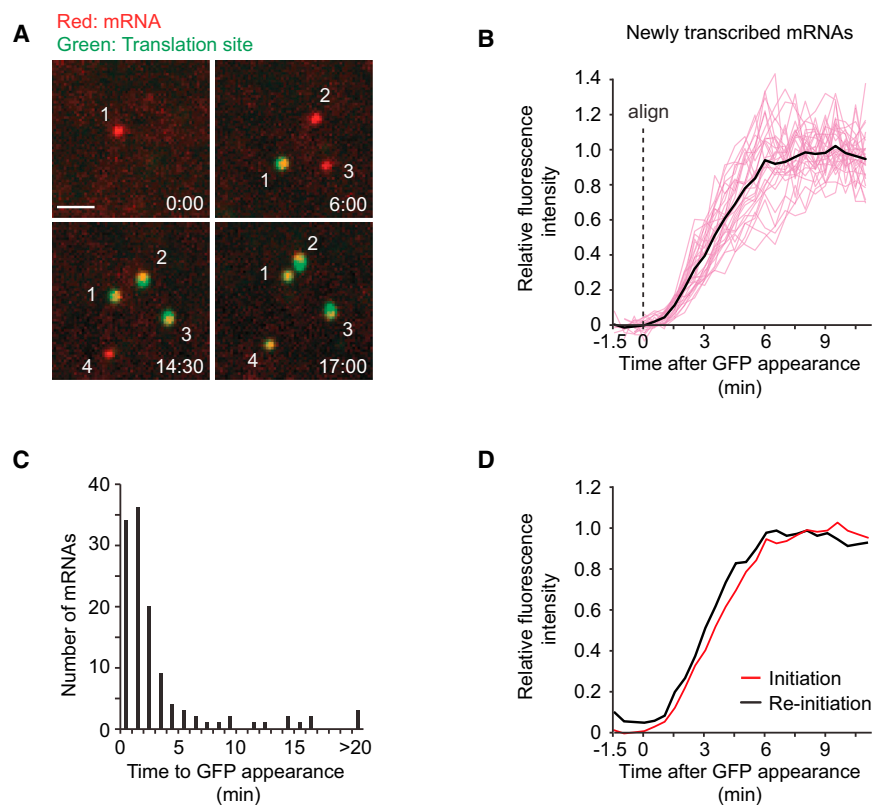 A
Red: mRNA
Green: Translation site
1
0:00
2
1
3
6:00
2
1
3
4
14:30
2
1
3
4
17:00
B
Newly transcribed mRNAs
align
Relative fluorescence
intensity
1.4
1.2
1.0
0.8
0.6
0.4
0.2
0
-1.5 0 3 6 9
Time after GFP appearance
(min)
C
Number of mRNAs
40
30
20
10
0
0 5 10 15 >20
Time to GFP appearance
(min)
D
Relative fluorescence
intensity
1.2
1.0
0.8
0.6
0.4
0.2
0
Initiation
Re-initiation
-1.5 0 3 6 9
Time after GFP appearance
(min)